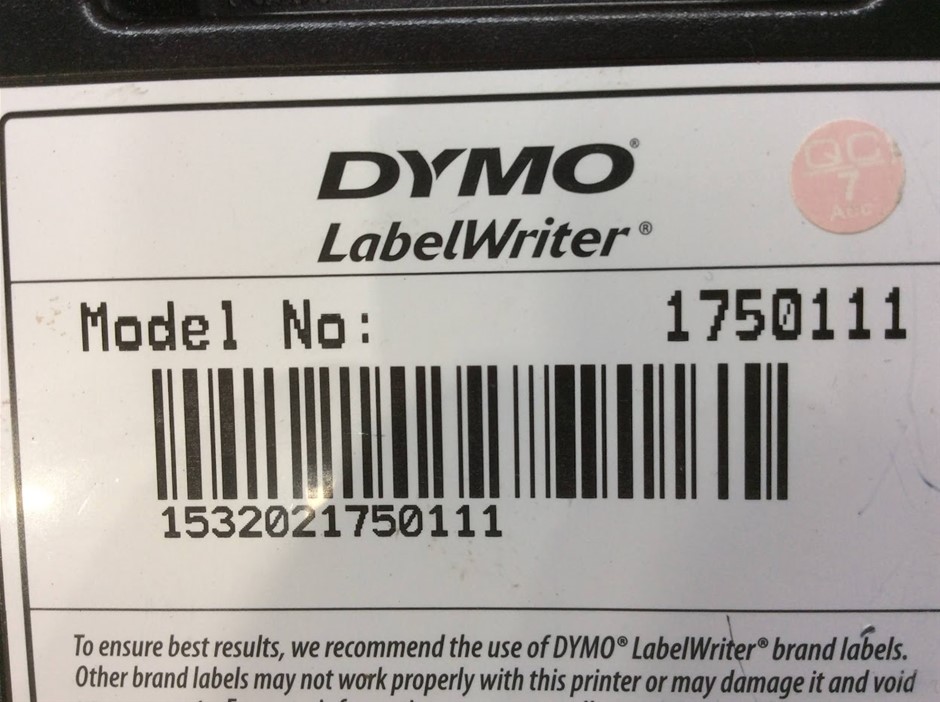 DYMO®
LabelWriter®
QC
7
Model No: 1750111
1532021750111
To ensure best results, we recommend the use of DYMO® LabelWriter® brand labels.
Other brand labels may not work properly with this printer or may damage it and void